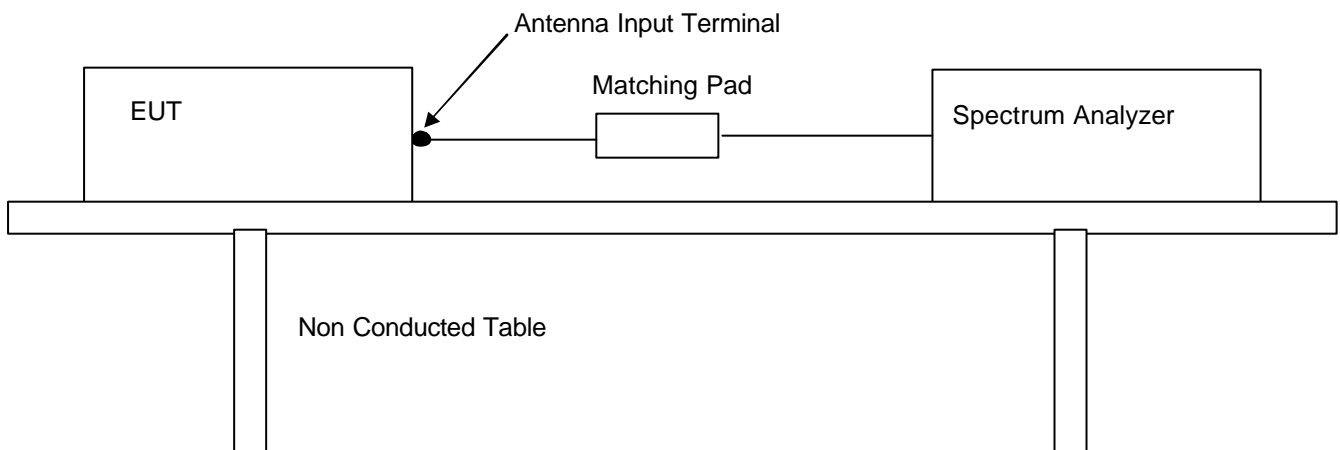 Antenna Input Terminal
Matching Pad
EUT
Spectrum Analyzer
Non Conducted Table